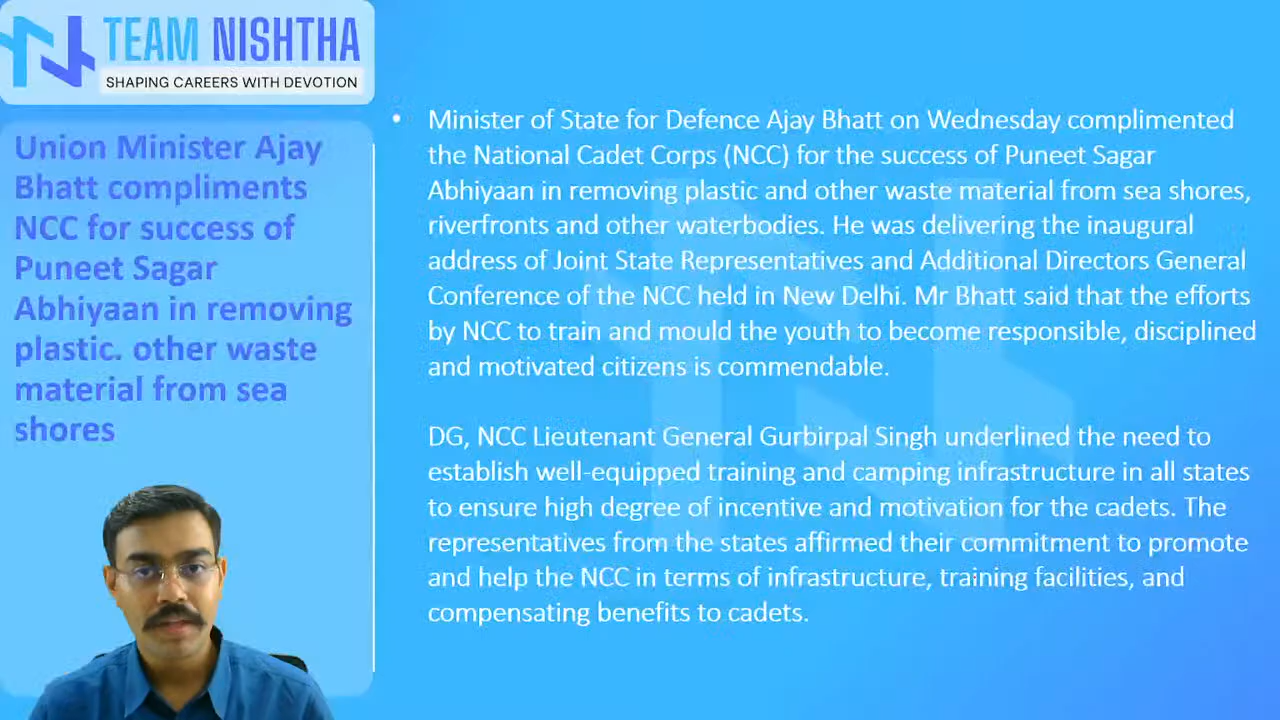 TEAM NISHTHA
SHAPING CAREERS WITH DEVOTION
Union Minister Ajay
Bhatt compliments
NCC for success of
Puneet Sagar
Abhiyaan in removing
plastic. other waste
material from sea
shores
• Minister of State for Defence Ajay Bhatt on Wednesday complimented
the National Cadet Corps (NCC) for the success of Puneet Sagar
Abhiyaan in removing plastic and other waste material from sea shores,
riverfronts and other waterbodies. He was delivering the inaugural
address of Joint State Representatives and Additional Directors General
Conference of the NCC held in New Delhi. Mr Bhatt said that the efforts
by NCC to train and mould the youth to become responsible, disciplined
and motivated citizens is commendable.
DG, NCC Lieutenant General Gurbirpal Singh underlined the need to
establish well-equipped training and camping infrastructure in all states
to ensure high degree of incentive and motivation for the cadets. The
representatives from the states affirmed their commitment to promote
and help the NCC in terms of infrastructure, training facilities, and
compensating benefits to cadets.